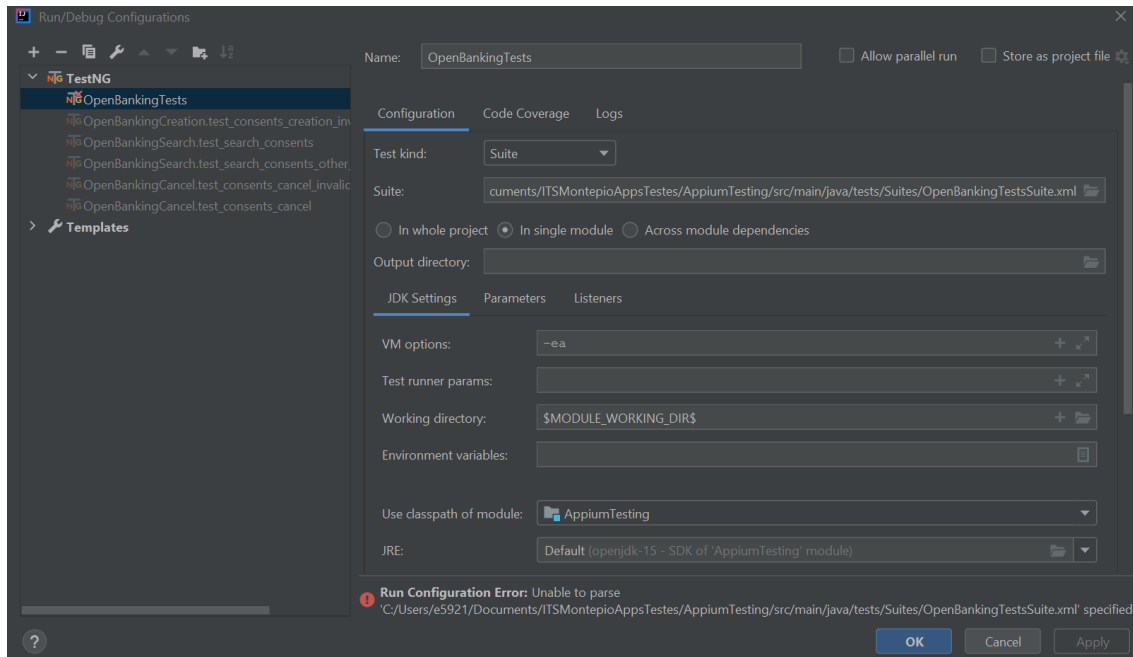 Run/Debug Configurations
TestNG
OpenBankingTests
OpenBankingCreation.test_consents_creation_inv
OpenBankingSearch.test_search_consents
OpenBankingSearch.test_search_consents_other_
OpenBankingCancel.test_consents_cancel_invalic
OpenBankingCancel.test_consents_cancel
Templates
Name: OpenBankingTests Allow parallel run Store as project file
Configuration Code Coverage Logs
Test kind: Suite
Suite: cuments/ITSMontepioAppsTestes/AppiumTesting/src/main/java/tests/Suites/OpenBankingTestsSuite.xml
In whole project In single module Across module dependencies
Output directory:
JDK Settings Parameters Listeners
VM options: -ea
Test runner params:
Working directory: $MODULE_WORKING_DIR$
Environment variables:
Use classpath of module: AppiumTesting
JRE: Default (openjdk-15 - SDK of 'AppiumTesting' module)
Run Configuration Error: Unable to parse
'C:/Users/e5921/Documents/ITSMontepioAppsTestes/AppiumTesting/src/main/java/tests/Suites/OpenBankingTestsSuite.xml' specified
? OK Cancel Apply